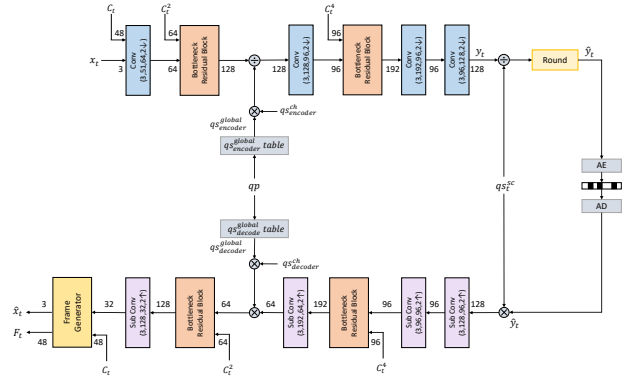 C_t
C_t^2
C_t^4
48
64
96
x_t
3
Conv
(3,51,64,2↓)
64
Bottleneck
Residual Block
128
÷
128
Conv
(3,128,96,2↓)
96
Bottleneck
Residual Block
192
Conv
(3,192,96,2↓)
96
Conv
(3,96,128,2↓)
y_t
128
÷
Round
ŷ_t
qs_encoder^global
qs_encoder^ch
qs_encoder^global table
qp
qs_t^sc
AE
AD
qs_decode^global table
qs_decoder^global
qs_decoder^ch
x̂_t
3
F_t
48
Frame
Generator
32
48
C_t
Sub Conv
(3,128,32,2↑)
128
Bottleneck
Residual Block
64
64
C_t^2
64
Sub Conv
(3,192,64,2↑)
192
Bottleneck
Residual Block
96
96
C_t^4
Sub Conv
(3,96,96,2↑)
96
Sub Conv
(3,128,96,2↑)
128
ŷ_t